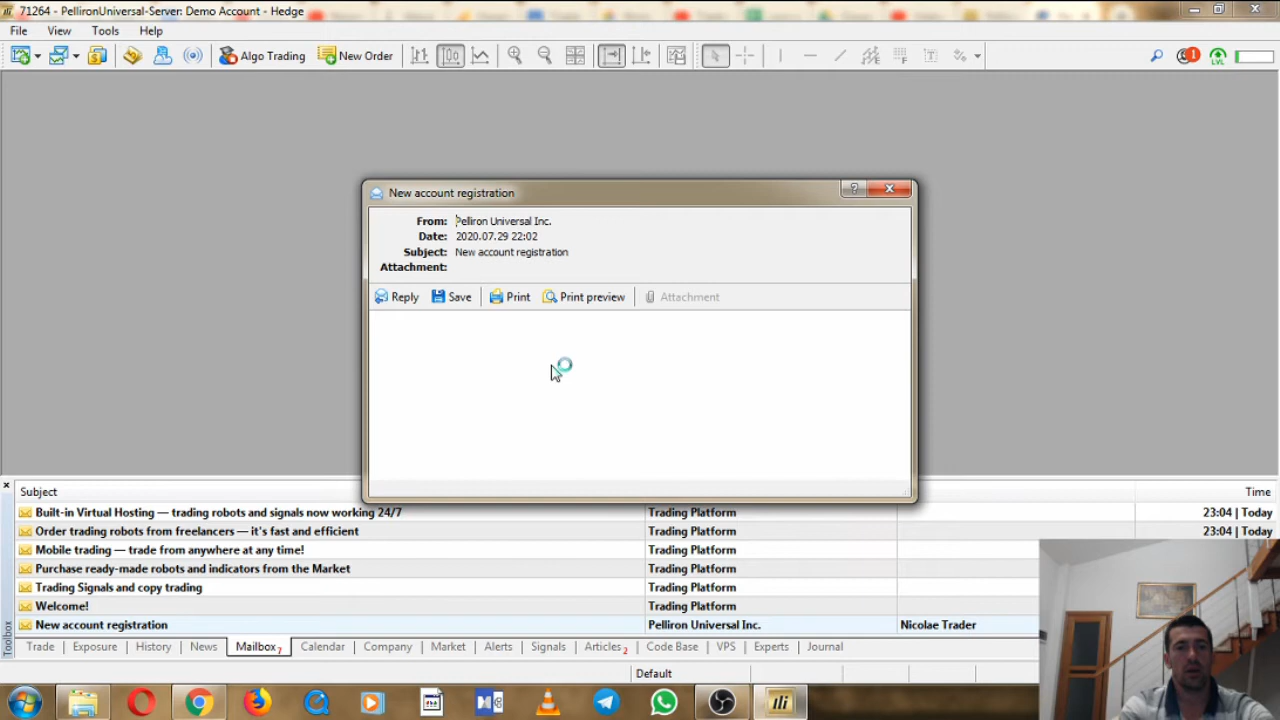 71264 - PellironUniversal-Server: Demo Account - Hedge
File View Tools Help
Algo Trading New Order 1 LVL
New account registration
From: Pelliron Universal Inc.
Date: 2020.07.29 22:02
Subject: New account registration
Attachment:
Reply Save Print Print preview Attachment
Subject Time
Built-in Virtual Hosting — trading robots and signals now working 24/7 Trading Platform 23:04 | Today
Order trading robots from freelancers — it's fast and efficient Trading Platform 23:04 | Today
Mobile trading — trade from anywhere at any time! Trading Platform
Purchase ready-made robots and indicators from the Market Trading Platform
Trading Signals and copy trading Trading Platform
Welcome! Trading Platform
New account registration Pelliron Universal Inc. Nicolae Trader
Toolbox
Trade Exposure History News Mailbox 7 Calendar Company Market Alerts Signals Articles 2 Code Base VPS Experts Journal
Default